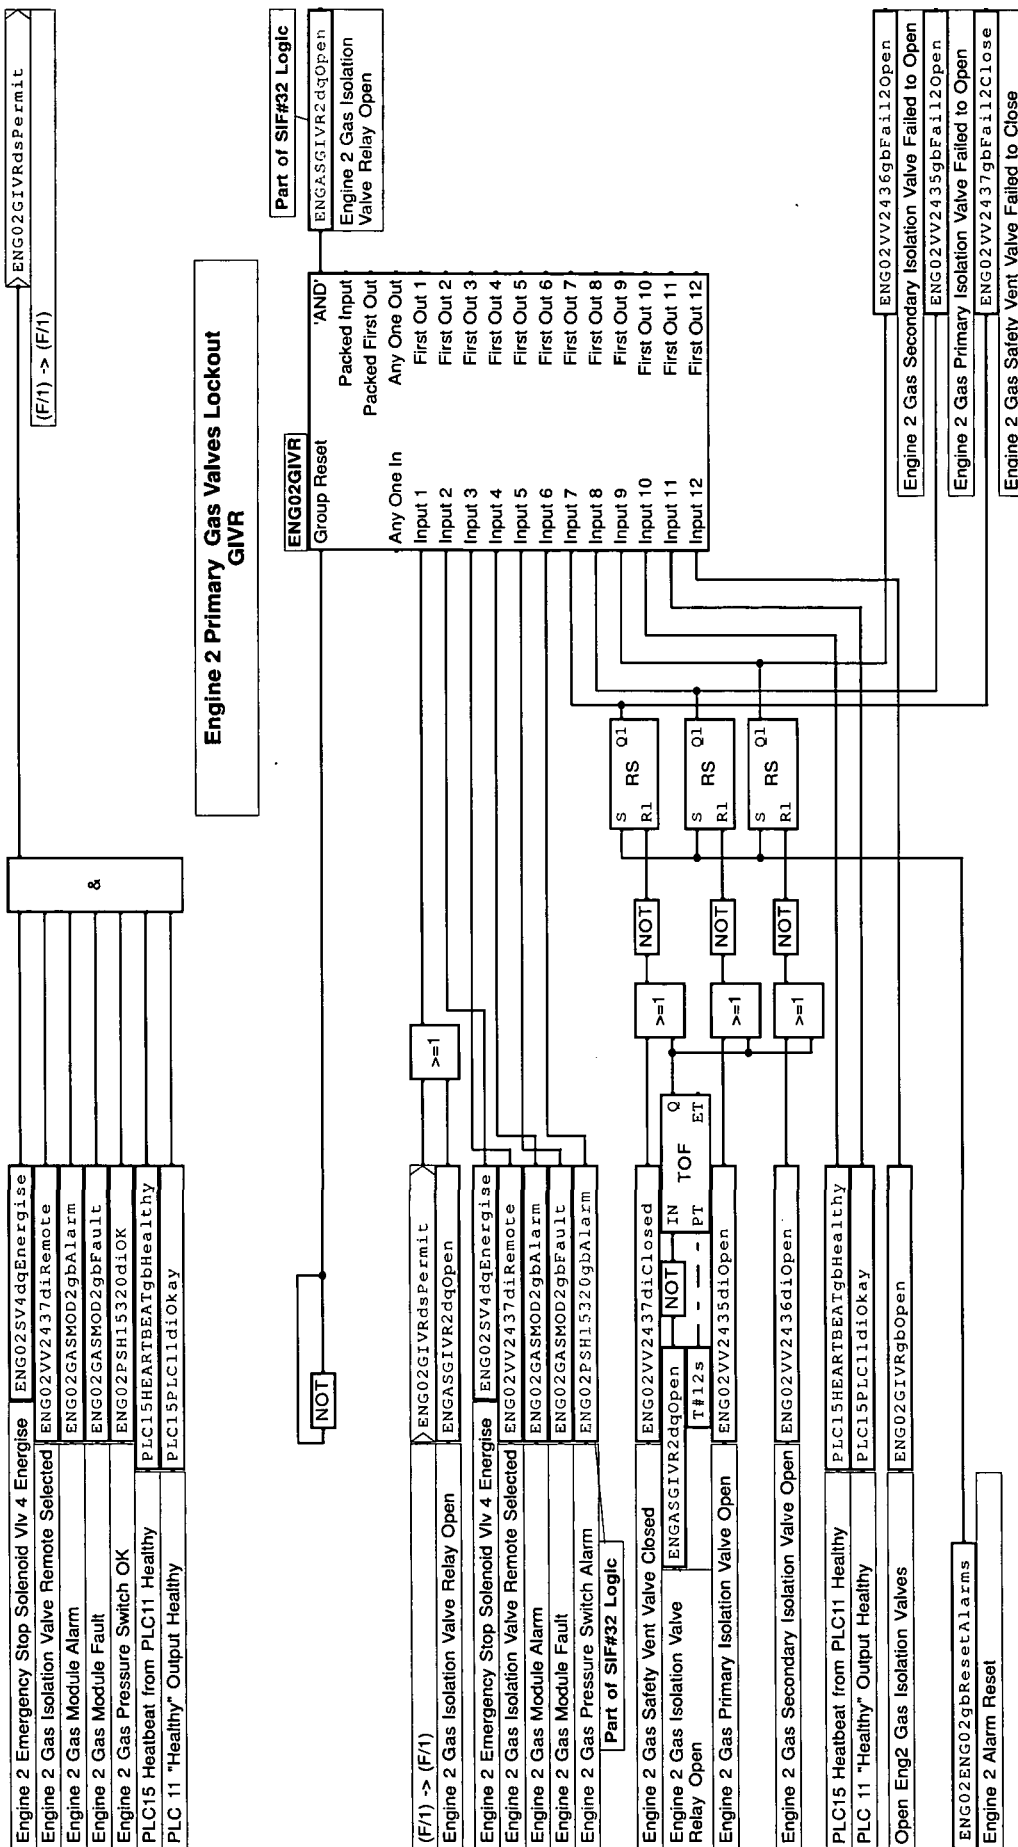 Engine 2 Emergency Stop Solenoid Vlv 4 Energise ENG02SV4dqEnergise
Engine 2 Gas Isolation Valve Remote Selected ENG02VV2437diRemote
Engine 2 Gas Module Alarm ENG02GASMOD2gbAlarm
Engine 2 Gas Module Fault ENG02GASMOD2gbFault
Engine 2 Gas Pressure Switch OK ENG02PSH15320diOK
PLC15 Heatbeat from PLC11 Healthy PLC15HEARTBEATgbHealthy
PLC 11 "Healthy" Output Healthy PLC15PLC11diOkay
&
ENG02GIVRdsPermit
(F/1) -> (F/1)
Engine 2 Primary Gas Valves Lockout
GIVR
NOT
ENG02GIVR
Group Reset 'AND'
Packed Input
Packed First Out
Any One In Any One Out
Input 1 First Out 1
Input 2 First Out 2
Input 3 First Out 3
Input 4 First Out 4
Input 5 First Out 5
Input 6 First Out 6
Input 7 First Out 7
Input 8 First Out 8
Input 9 First Out 9
Input 10 First Out 10
Input 11 First Out 11
Input 12 First Out 12
Part of SIF#32 Logic
ENGASGIVR2dqOpen
Engine 2 Gas Isolation
Valve Relay Open
(F/1) -> (F/1) ENG02GIVRdsPermit
Engine 2 Gas Isolation Valve Relay Open ENGASGIVR2dqOpen
>=1
Engine 2 Emergency Stop Solenoid Vlv 4 Energise ENG02SV4dqEnergise
Engine 2 Gas Isolation Valve Remote Selected ENG02VV2437diRemote
Engine 2 Gas Module Alarm ENG02GASMOD2gbAlarm
Engine 2 Gas Module Fault ENG02GASMOD2gbFault
Engine 2 Gas Pressure Switch Alarm ENG02PSH15320gbAlarm
Part of SIF#32 Logic
Engine 2 Gas Safety Vent Valve Closed ENG02VV2437diClosed
Engine 2 Gas Isolation Valve
Relay Open
ENGASGIVR2dqOpen NOT IN TOF Q
T#12s PT ET
Engine 2 Gas Primary Isolation Valve Open ENG02VV2435diOpen
Engine 2 Gas Secondary Isolation Valve Open ENG02VV2436diOpen
>=1 NOT
S Q1
RS
R1
>=1 NOT
S Q1
RS
R1
>=1 NOT
S Q1
RS
R1
PLC15 Heatbeat from PLC11 Healthy PLC15HEARTBEATgbHealthy
PLC 11 "Healthy" Output Healthy PLC15PLC11diOkay
Open Eng2 Gas Isolation Valves ENG02GIVRgbOpen
ENG02ENG02gbResetAlarms
Engine 2 Alarm Reset
ENG02VV2436gbFail2Open
Engine 2 Gas Secondary Isolation Valve Failed to Open
ENG02VV2435gbFail2Open
Engine 2 Gas Primary Isolation Valve Failed to Open
ENG02VV2437gbFail2Close
Engine 2 Gas Safety Vent Valve Failed to Close